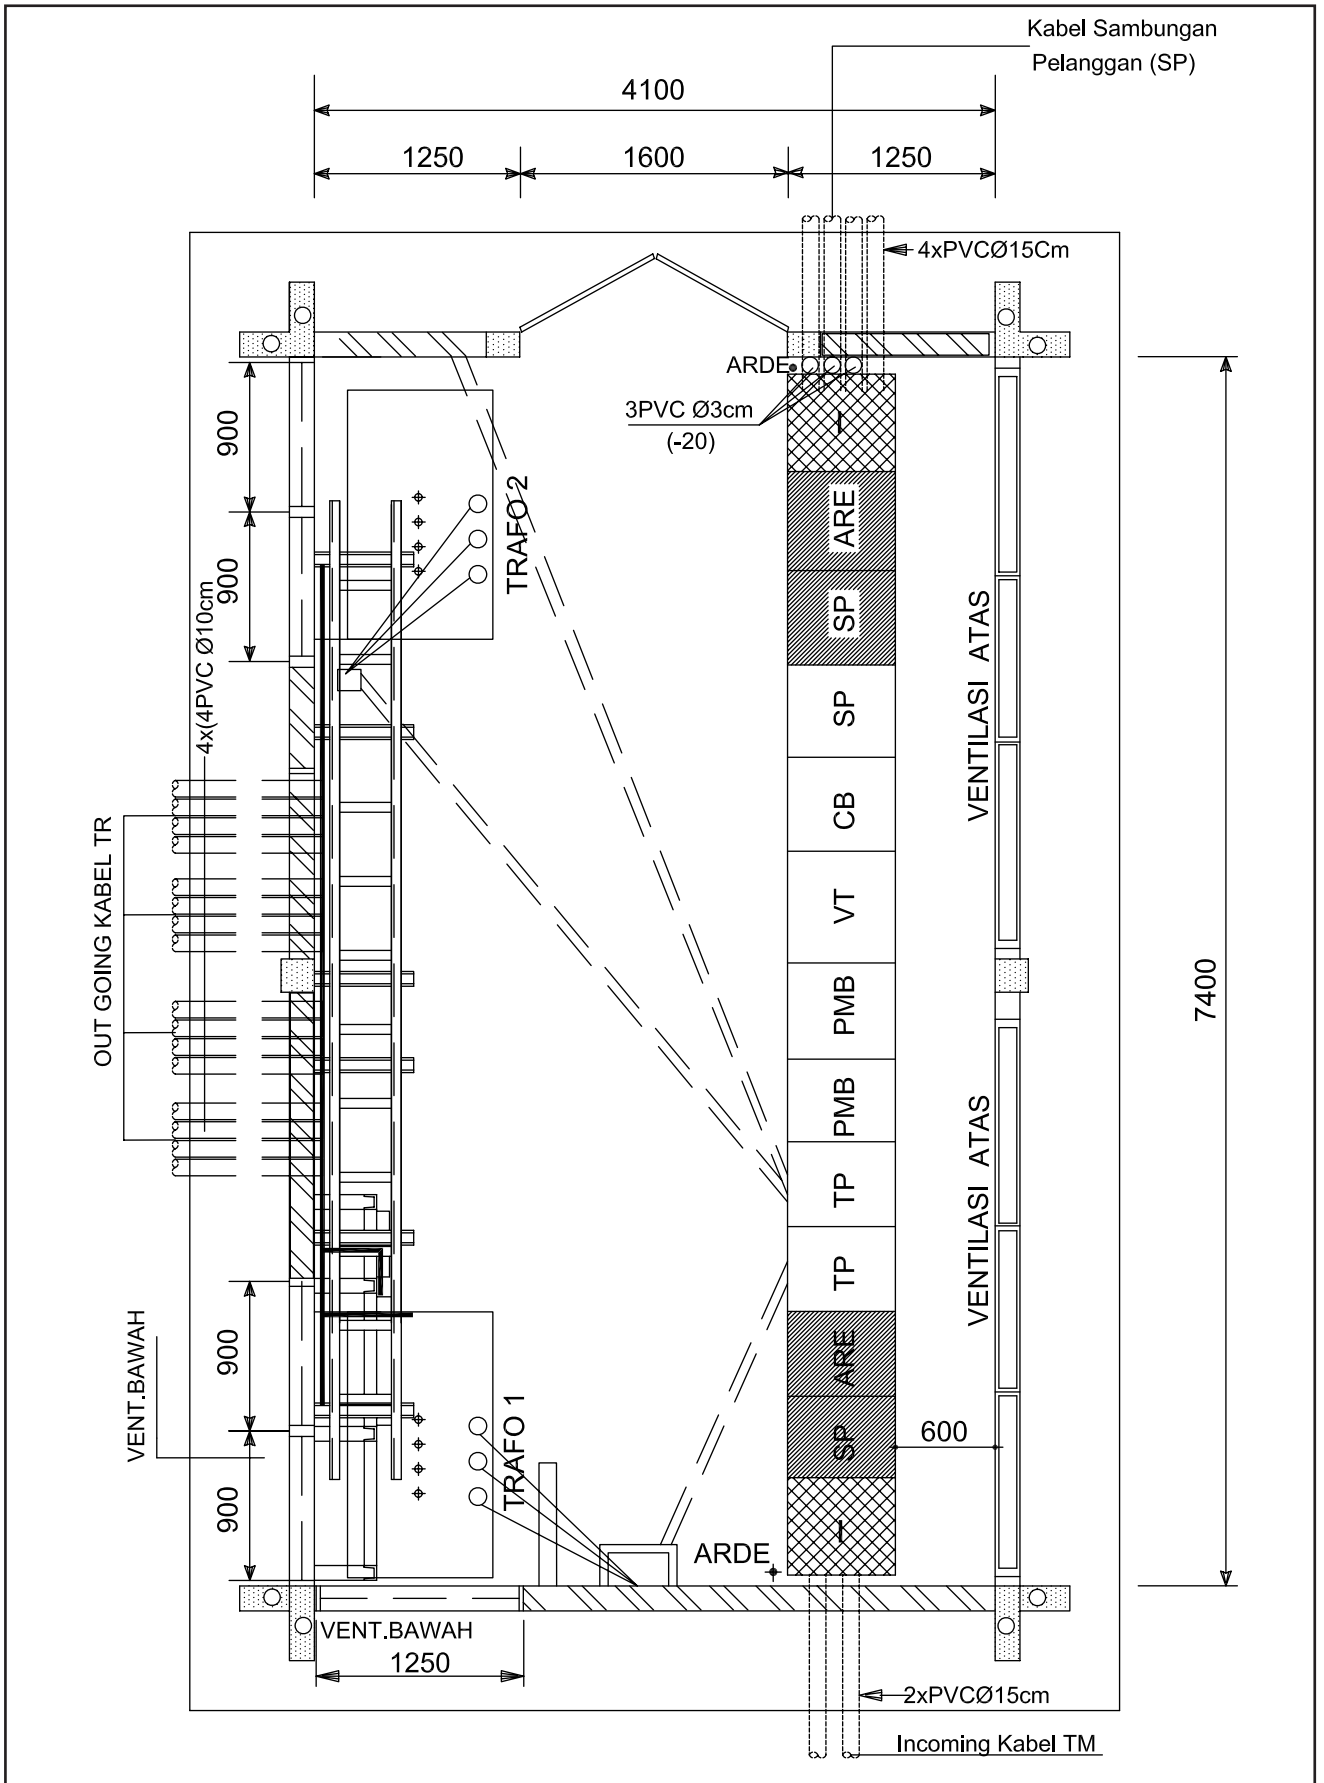 Kabel Sambungan
Pelanggan (SP)
4100
1250
1600
1250
4xPVCØ15Cm
ARDE
3PVC Ø3cm
(-20)
I
900
900
TRAFO 2
ARE
SP
SP
CB
VT
PMB
PMB
TP
TP
ARE
SP
I
VENTILASI ATAS
VENTILASI ATAS
7400
4x(4PVC Ø10cm
OUT GOING KABEL TR
VENT.BAWAH
900
900
TRAFO 1
600
ARDE
VENT.BAWAH
1250
2xPVCØ15cm
Incoming Kabel TM